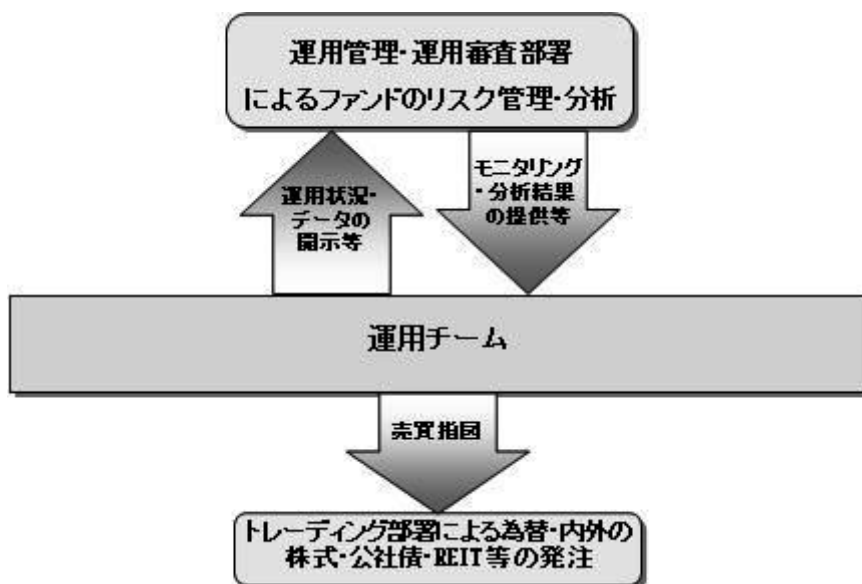 運用管理・運用審査部署
によるファンドのリスク管理・分析
運用状況・
データの
開示等
モニタリング
・分析結果
の提供等
運用チーム
売買指図
トレーディング部署による為替・内外の
株式・公社債・REIT等の発注